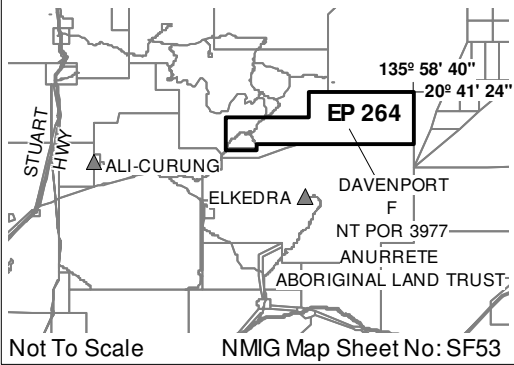 135º 58' 40"
20º 41' 24"
EP 264
STUART
HWY
ALI-CURUNG
ELKEDRA
DAVENPORT
F
NT POR 3977
ANURRETE
ABORIGINAL LAND TRUST
Not To Scale
NMIG Map Sheet No: SF53